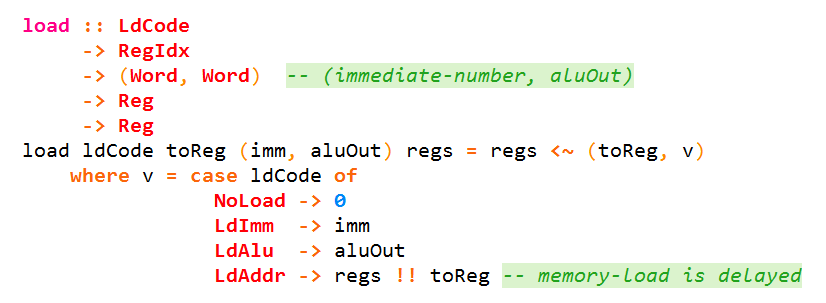 load :: LdCode
     -> RegIdx
     -> (Word, Word)  -- (immediate-number, aluOut)
     -> Reg
     -> Reg
load ldCode toReg (imm, aluOut) regs = regs <~ (toReg, v)
    where v = case ldCode of
                NoLoad -> 0
                LdImm  -> imm
                LdAlu  -> aluOut
                LdAddr -> regs !! toReg -- memory-load is delayed